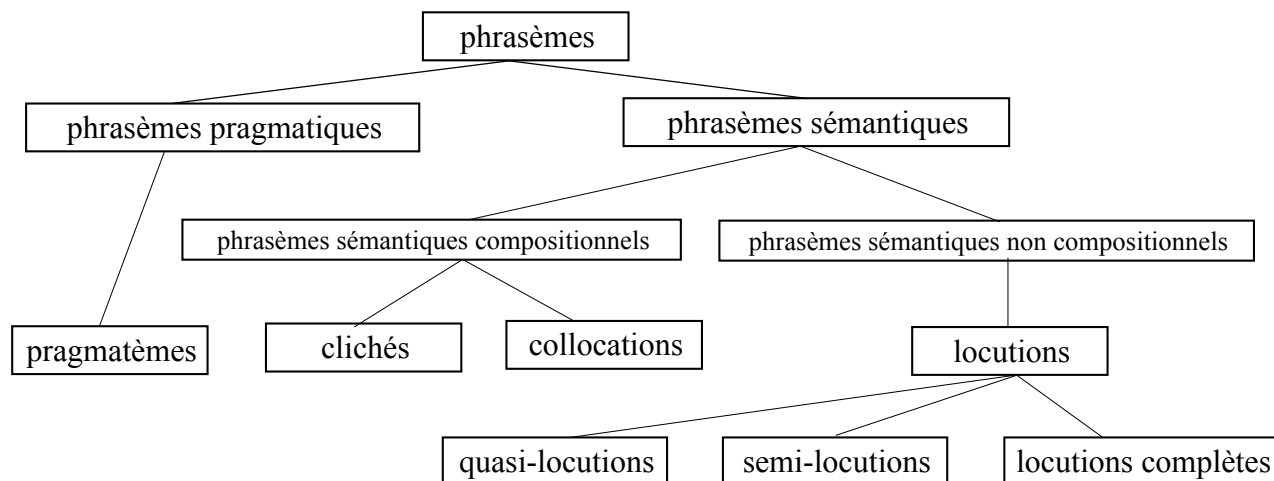 phrasèmes
phrasèmes pragmatiques
phrasèmes sémantiques
phrasèmes sémantiques compositionnels
phrasèmes sémantiques non compositionnels
pragmatèmes
clichés
collocations
locutions
quasi-locutions
semi-locutions
locutions complètes